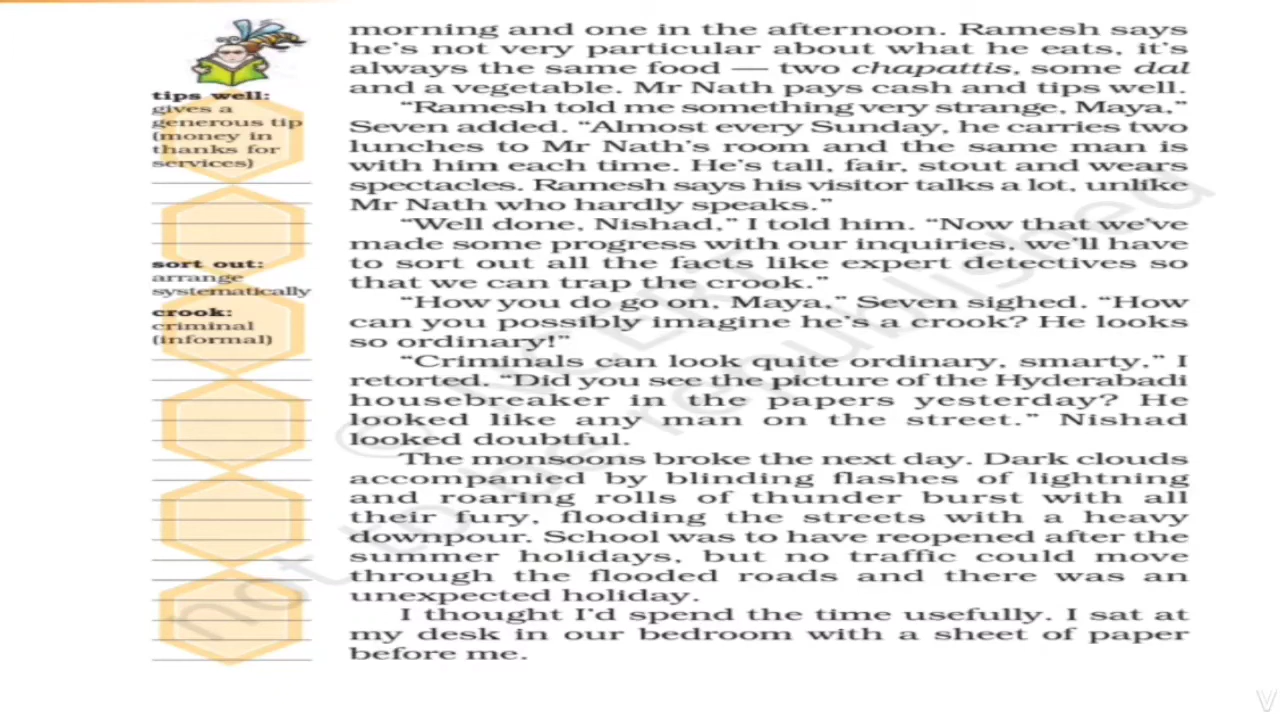 tips well:
gives a
generous tip
(money in
thanks for
services)
sort out:
arrange
systematically
crook:
criminal
(informal)
morning and one in the afternoon. Ramesh says
he's not very particular about what he eats, it's
always the same food — two chapattis, some dal
and a vegetable. Mr Nath pays cash and tips well.
"Ramesh told me something very strange, Maya,"
Seven added. "Almost every Sunday, he carries two
lunches to Mr Nath's room and the same man is
with him each time. He's tall, fair, stout and wears
spectacles. Ramesh says his visitor talks a lot, unlike
Mr Nath who hardly speaks."
"Well done, Nishad," I told him. "Now that we've
made some progress with our inquiries, we'll have
to sort out all the facts like expert detectives so
that we can trap the crook."
"How you do go on, Maya," Seven sighed. "How
can you possibly imagine he's a crook? He looks
so ordinary!"
"Criminals can look quite ordinary, smarty," I
retorted. "Did you see the picture of the Hyderabadi
housebreaker in the papers yesterday? He
looked like any man on the street." Nishad
looked doubtful.
The monsoons broke the next day. Dark clouds
accompanied by blinding flashes of lightning
and roaring rolls of thunder burst with all
their fury, flooding the streets with a heavy
downpour. School was to have reopened after the
summer holidays, but no traffic could move
through the flooded roads and there was an
unexpected holiday.
I thought I'd spend the time usefully. I sat at
my desk in our bedroom with a sheet of paper
before me.
© NCERT
not to be republished
V